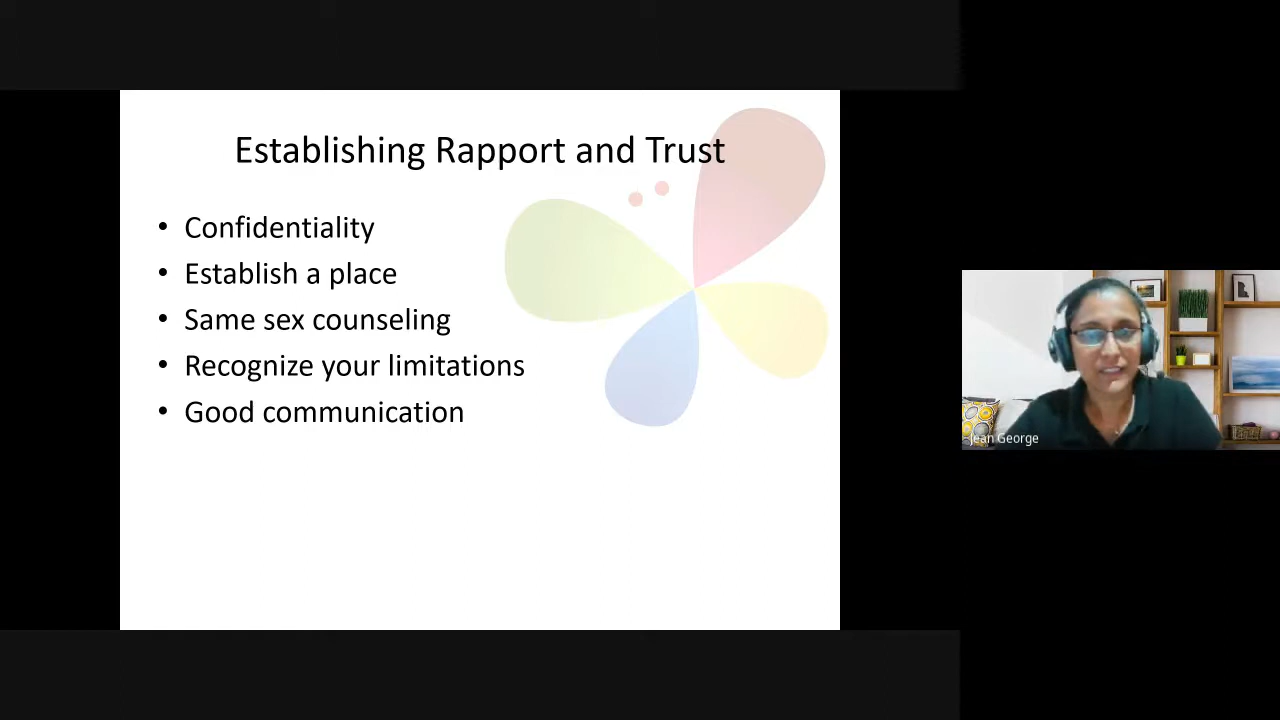 Establishing Rapport and Trust
• Confidentiality
• Establish a place
• Same sex counseling
• Recognize your limitations
• Good communication
Jean George